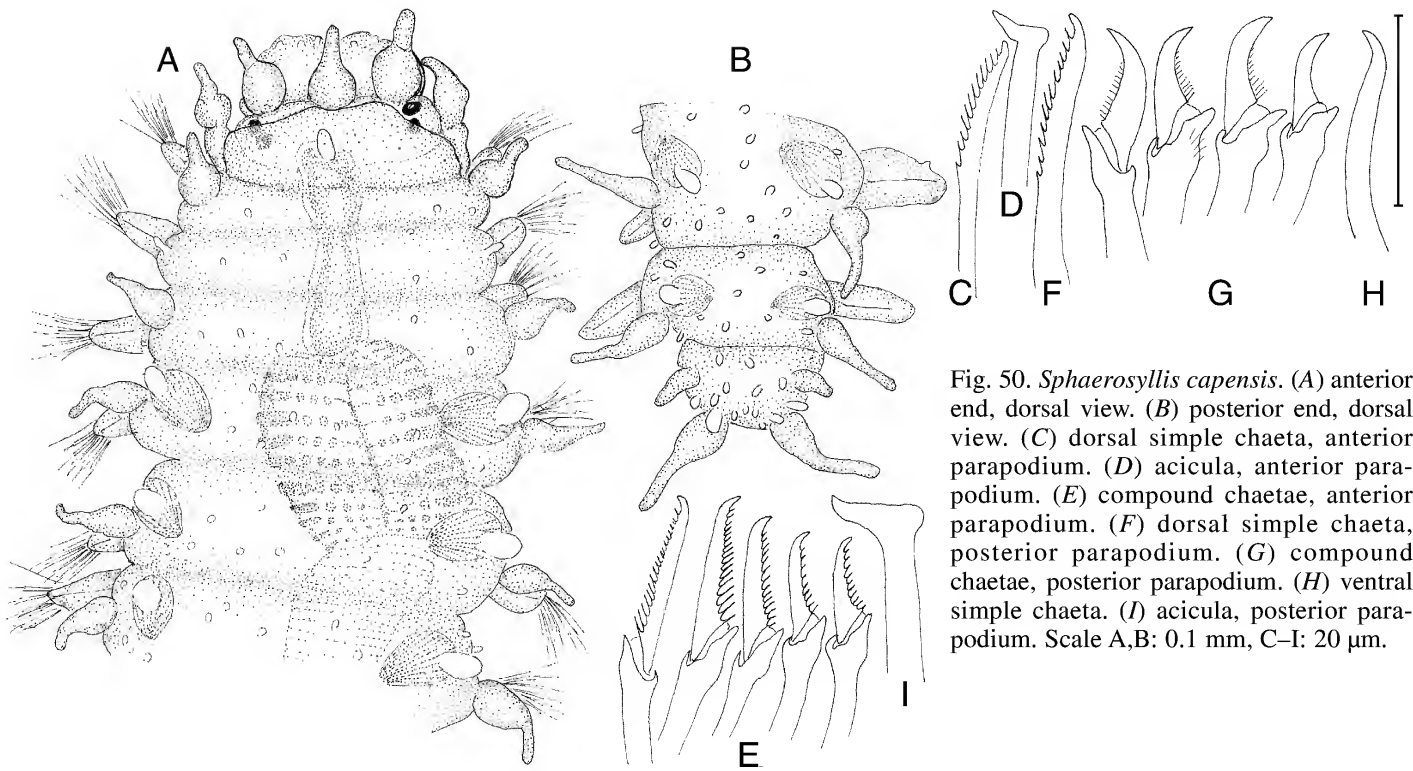 A
B
C
D
F
G
H
E
I
Fig. 50. Sphaerosyllis capensis. (A) anterior
end, dorsal view. (B) posterior end, dorsal
view. (C) dorsal simple chaeta, anterior
parapodium. (D) acicula, anterior para-
podium. (E) compound chaetae, anterior
parapodium. (F) dorsal simple chaeta,
posterior parapodium. (G) compound
chaetae, posterior parapodium. (H) ventral
simple chaeta. (I) acicula, posterior para-
podium. Scale A,B: 0.1 mm, C–I: 20 µm.